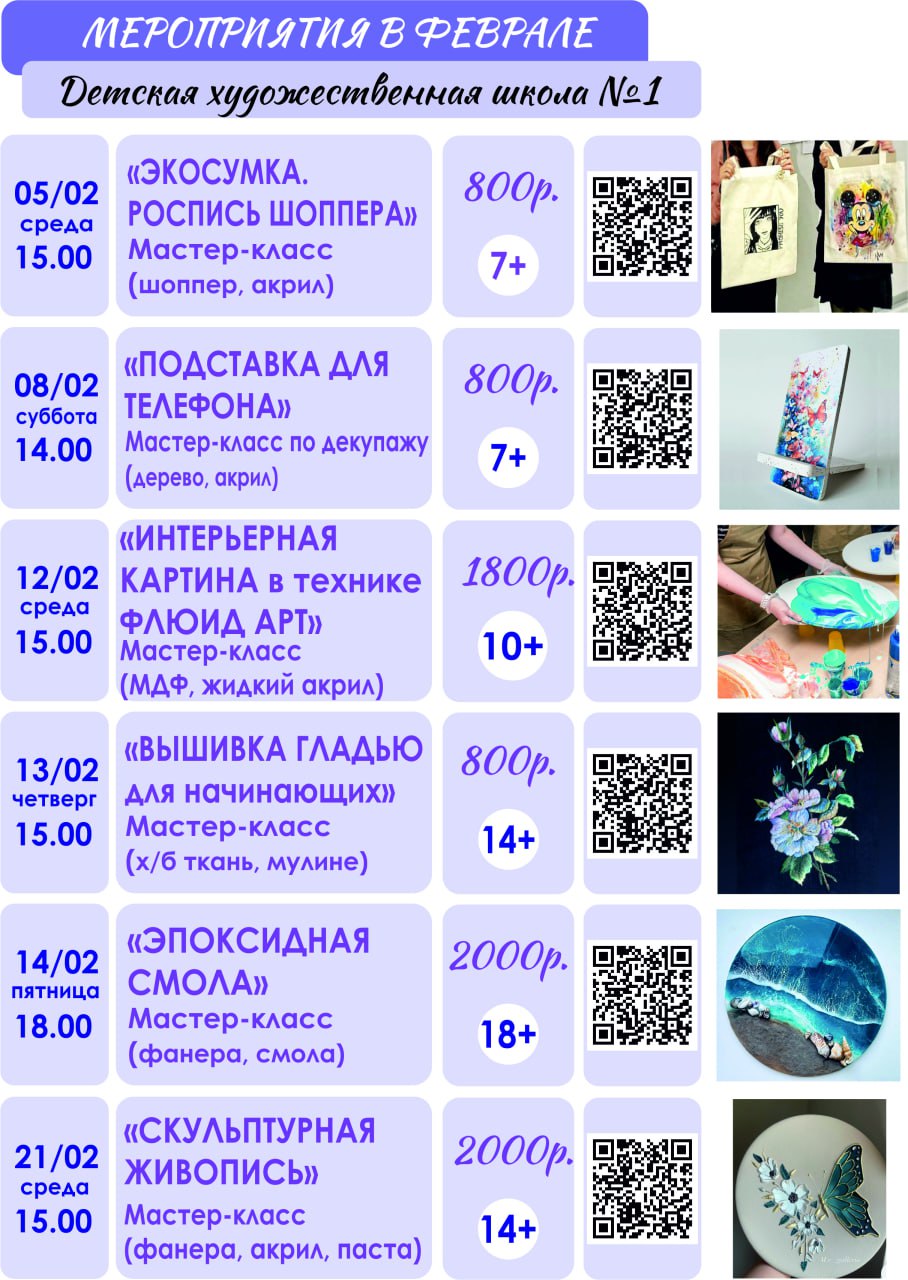 МЕРОПРИЯТИЯ В ФЕВРАЛЕ
Детская художественная школа №1
05/02
среда
15.00
«ЭКОСУМКА.
РОСПИСЬ ШОППЕРА»
Мастер-класс
(шоппер, акрил)
800р.
7+
08/02
суббота
14.00
«ПОДСТАВКА ДЛЯ
ТЕЛЕФОНА»
Мастер-класс по декупажу
(дерево, акрил)
800р.
7+
12/02
среда
15.00
«ИНТЕРЬЕРНАЯ
КАРТИНА в технике
ФЛЮИД АРТ»
Мастер-класс
(МДФ, жидкий акрил)
1800р.
10+
13/02
четверг
15.00
«ВЫШИВКА ГЛАДЬЮ
для начинающих»
Мастер-класс
(х/б ткань, мулине)
800р.
14+
14/02
пятница
18.00
«ЭПОКСИДНАЯ
СМОЛА»
Мастер-класс
(фанера, смола)
2000р.
18+
21/02
среда
15.00
«СКУЛЬПТУРНАЯ
ЖИВОПИСЬ»
Мастер-класс
(фанера, акрил, паста)
2000р.
14+